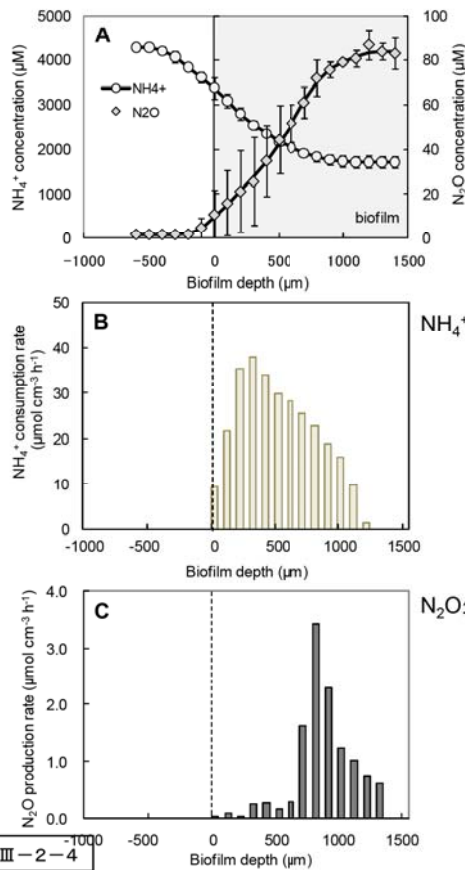 A
NH₄⁺ concentration (µM)
5000
4000
3000
2000
1000
0
NH4+
N2O
biofilm
100
80
60
40
20
0
N₂O concentration (µM)
−1000 −500 0 500 1000 1500
Biofilm depth (µm)
B
NH₄⁺
NH₄⁺ consumption rate
(µmol cm⁻³ h⁻¹)
50
40
30
20
10
0
-1000 -500 0 500 1000 1500
Biofilm depth (µm)
C
N₂O:
N₂O production rate (µmol cm⁻³ h⁻¹)
4.0
3.0
2.0
1.0
0.0
-1000 -500 0 500 1000 1500
Biofilm depth (µm)
Ⅲ−2−4